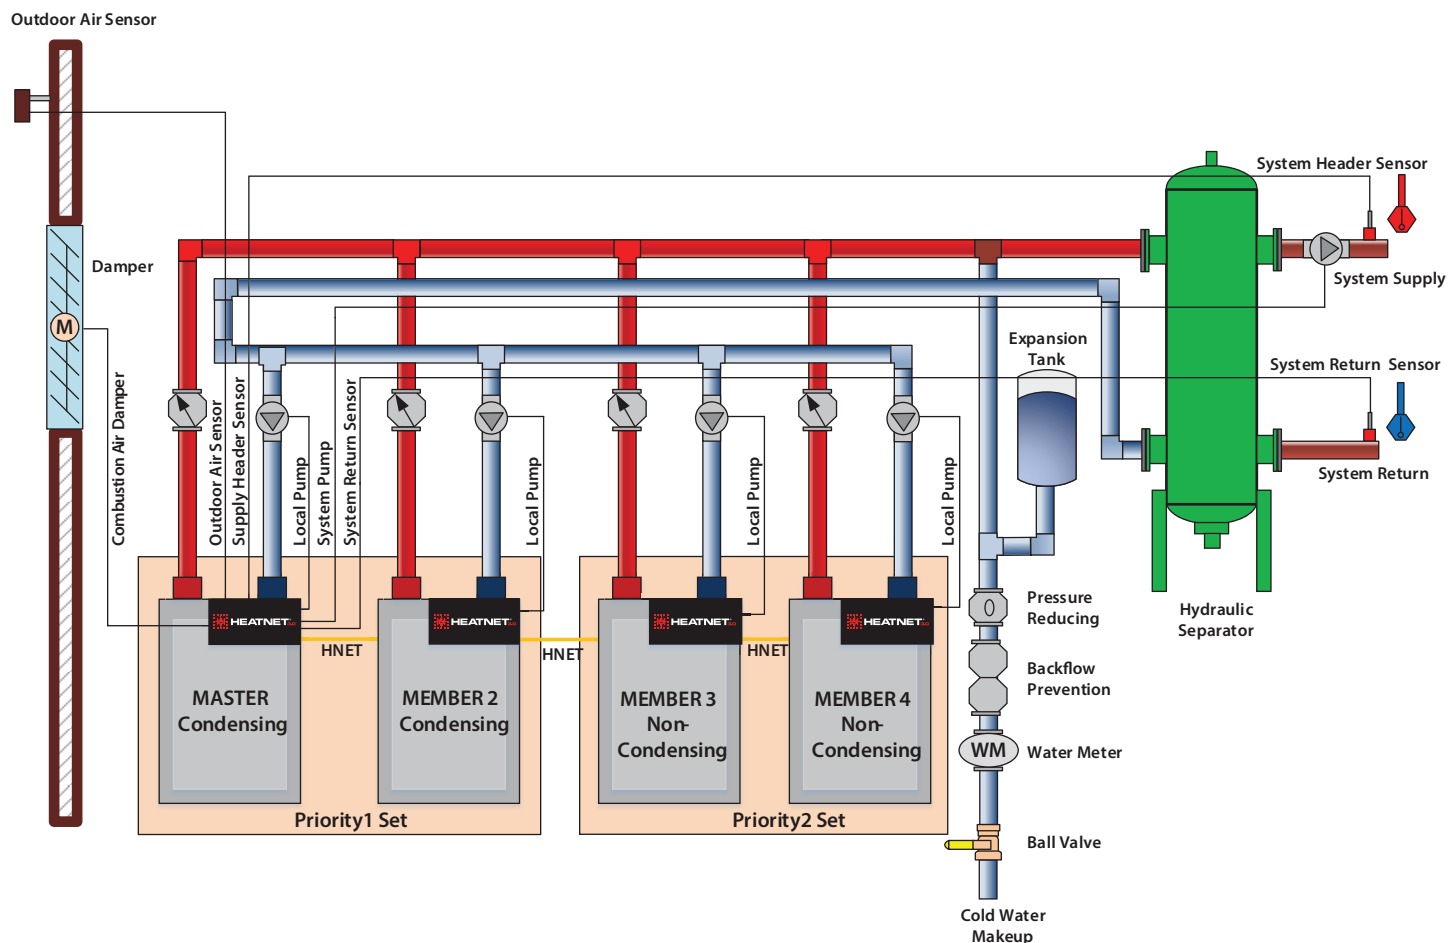 Outdoor Air Sensor
System Header Sensor
Damper
System Supply
M
Expansion
Tank
System Return Sensor
System Return
Combustion Air Damper
Outdoor Air Sensor
Supply Header Sensor
Local Pump
System Pump
System Return Sensor
Local Pump
Local Pump
Local Pump
Pressure
Reducing
Hydraulic
Separator
HEATNET
HEATNET
HEATNET
HEATNET
HNET
HNET
HNET
Backflow
Prevention
MASTER
Condensing
MEMBER 2
Condensing
MEMBER 3
Non-
Condensing
MEMBER 4
Non-
Condensing
WM
Water Meter
Priority1 Set
Priority2 Set
Ball Valve
Cold Water
Makeup